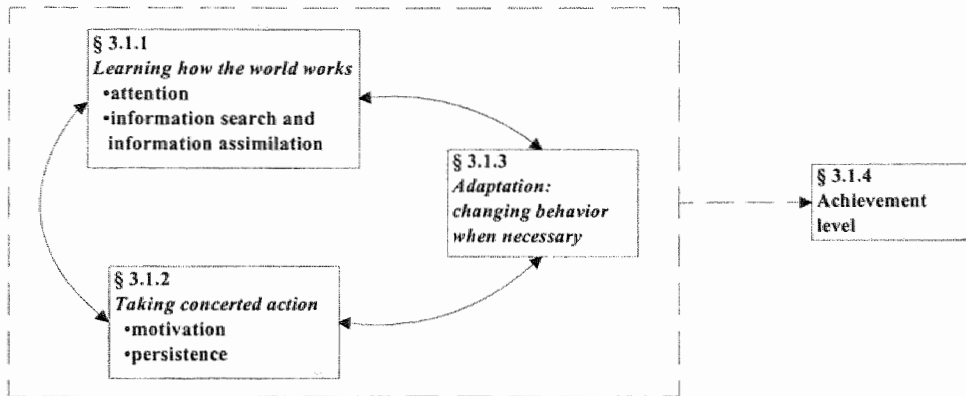 § 3.1.1
Learning how the world works
•attention
•information search and
information assimilation
§ 3.1.3
Adaptation:
changing behavior
when necessary
§ 3.1.4
Achievement
level
§ 3.1.2
Taking concerted action
•motivation
•persistence